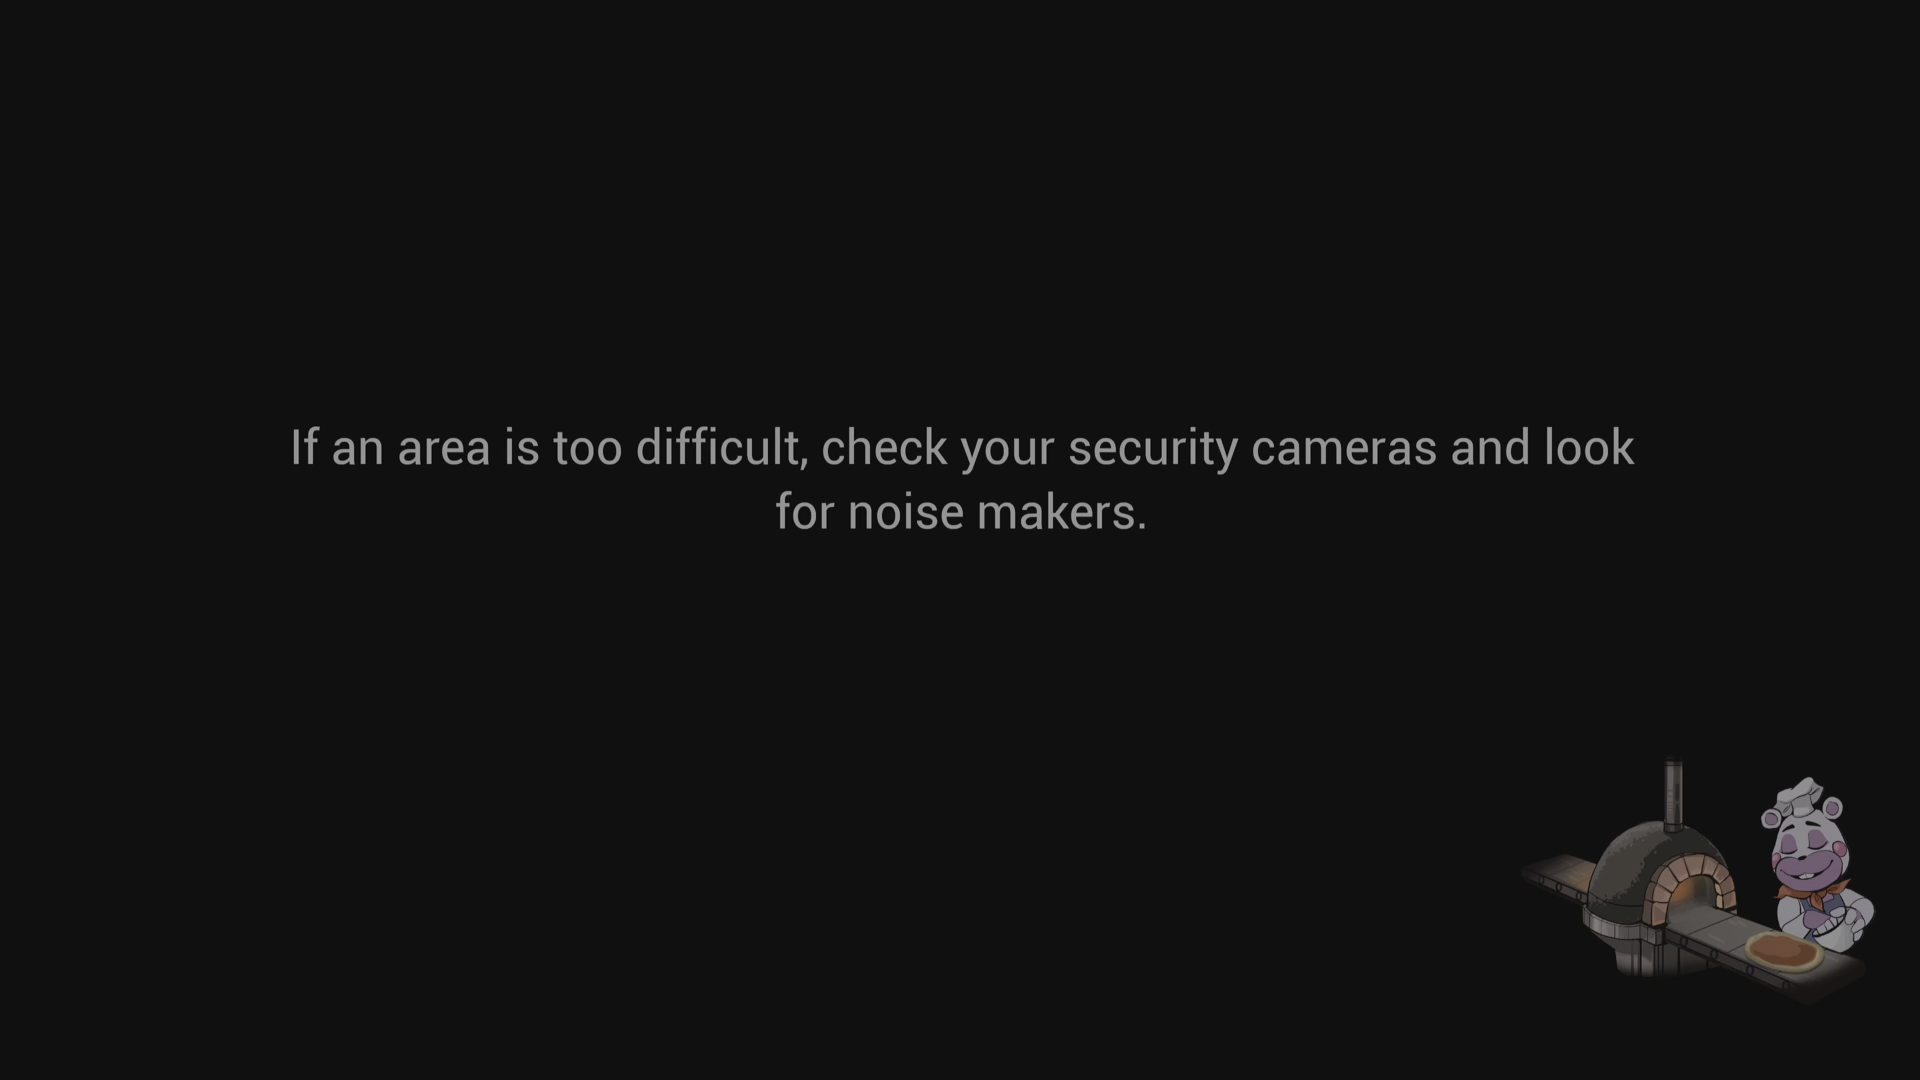 If an area is too difficult, check your security cameras and look
for noise makers.